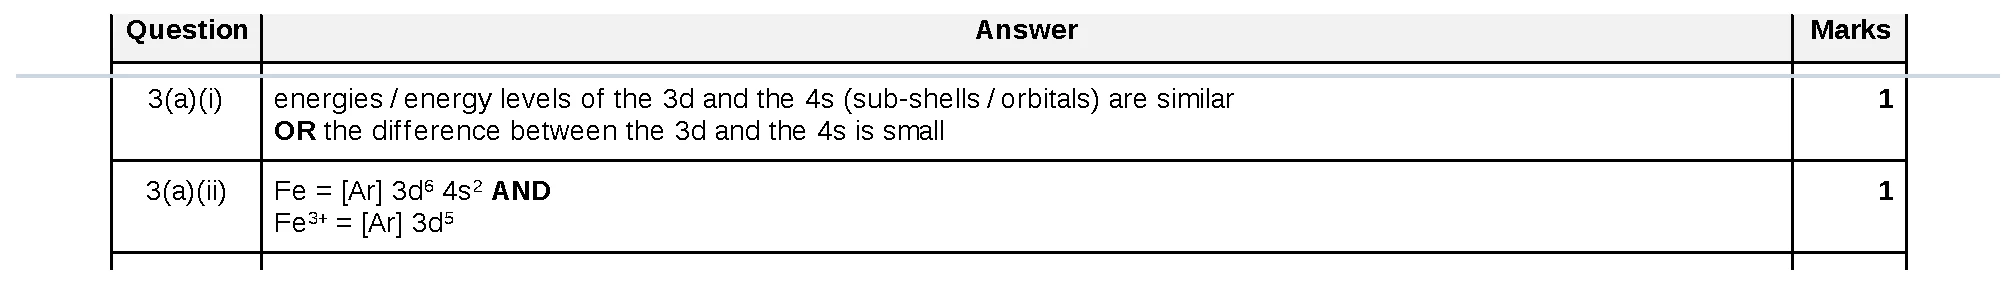 Question Answer Marks
3(a)(i) energies / energy levels of the 3d and the 4s (sub-shells / orbitals) are similar 1
OR the difference between the 3d and the 4s is small
3(a)(ii) Fe = [Ar] 3d⁶ 4s² AND 1
Fe³⁺ = [Ar] 3d⁵